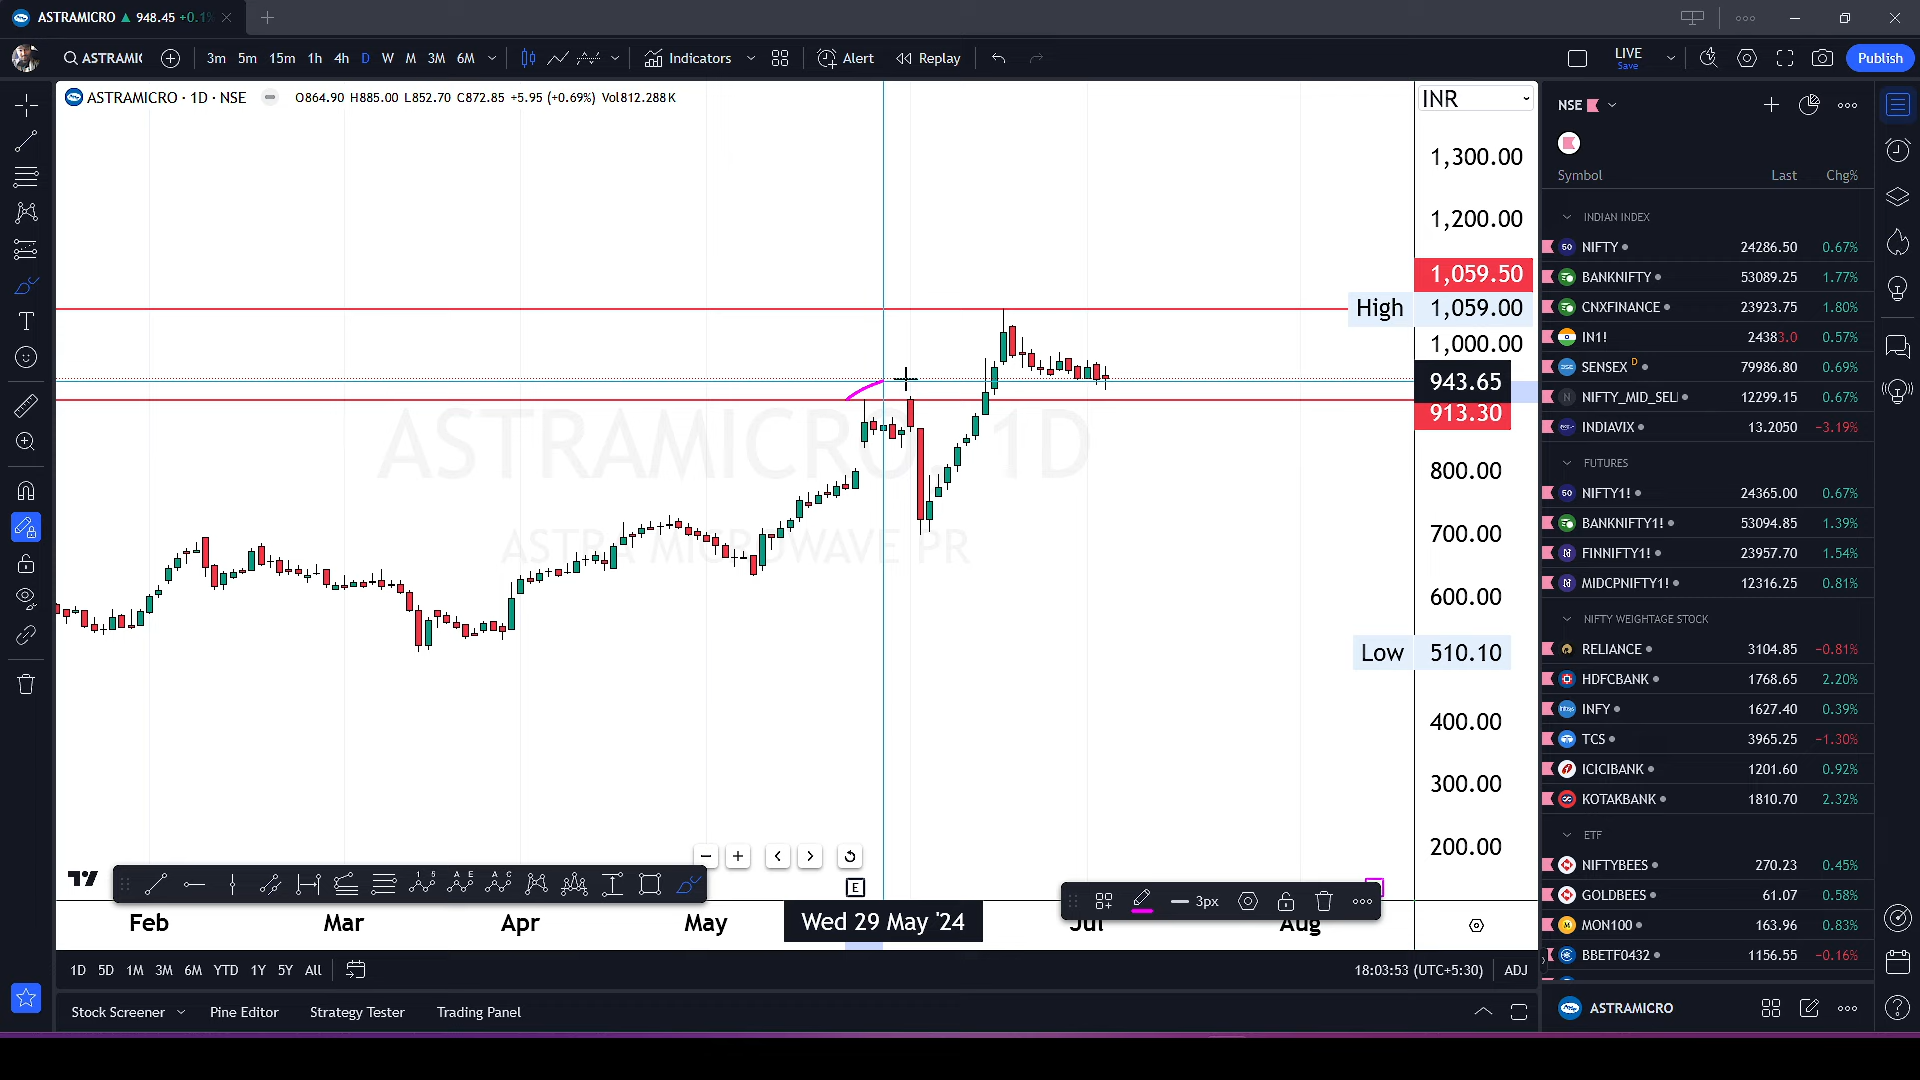 ASTRAMICRO ▲ 948.45 +0.1%
ASTRAMIC 3m 5m 15m 1h 4h D W M 3M 6M Indicators Alert Replay LIVE Save Publish
ASTRAMICRO · 1D · NSE O864.90 H885.00 L852.70 C872.85 +5.95 (+0.69%) Vol812.288K
INR
1,300.00
1,200.00
1,059.50
High 1,059.00
1,000.00
943.65
913.30
800.00
700.00
600.00
Low 510.10
400.00
300.00
200.00
ASTRAMICRO, 1D
ASTRA MICROWAVE PR
E
3px
Feb Mar Apr May Wed 29 May '24 Jul Aug
1D 5D 1M 3M 6M YTD 1Y 5Y All 18:03:53 (UTC+5:30) ADJ
Stock Screener Pine Editor Strategy Tester Trading Panel
NSE
Symbol Last Chg%
INDIAN INDEX
NIFTY 24286.50 0.67%
BANKNIFTY 53089.25 1.77%
CNXFINANCE 23923.75 1.80%
IN1! 24383.0 0.57%
SENSEX D 79986.80 0.69%
NIFTY_MID_SEL 12299.15 0.67%
INDIAVIX 13.2050 −3.19%
FUTURES
NIFTY1! 24365.00 0.67%
BANKNIFTY1! 53094.85 1.39%
FINNIFTY1! 23957.70 1.54%
MIDCPNIFTY1! 12316.25 0.81%
NIFTY WEIGHTAGE STOCK
RELIANCE 3104.85 −0.81%
HDFCBANK 1768.65 2.20%
INFY 1627.40 0.39%
TCS 3965.25 −1.30%
ICICIBANK 1201.60 0.92%
KOTAKBANK 1810.70 2.32%
ETF
NIFTYBEES 270.23 0.45%
GOLDBEES 61.07 0.58%
MON100 163.96 0.83%
BBETF0432 1156.55 −0.16%
ASTRAMICRO